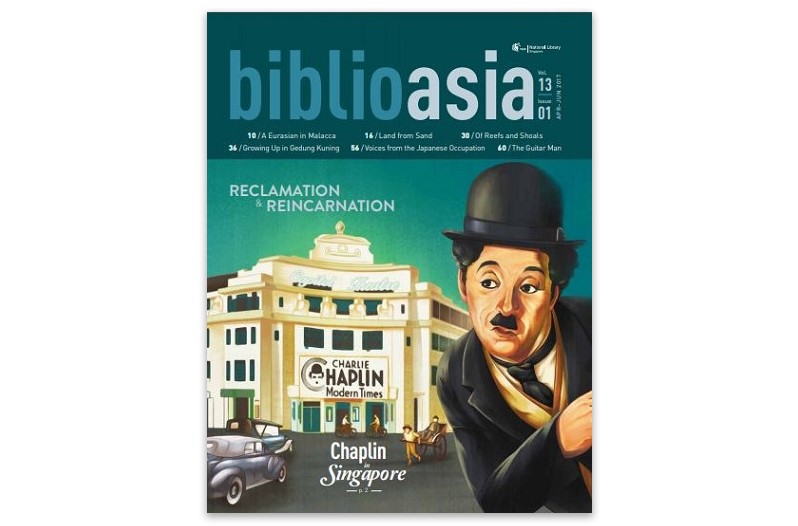 National Library
Singapore
biblioasia
Vol. 13
Issue 01
APR–JUN 2017
10 / A Eurasian in Malacca 16 / Land from Sand 30 / Of Reefs and Shoals
36 / Growing Up in Gedung Kuning 56 / Voices from the Japanese Occupation 60 / The Guitar Man
RECLAMATION
& REINCARNATION
Capitol Theatre
CHARLIE
CHAPLIN
Modern Times
Chaplin
in
Singapore
p. 2